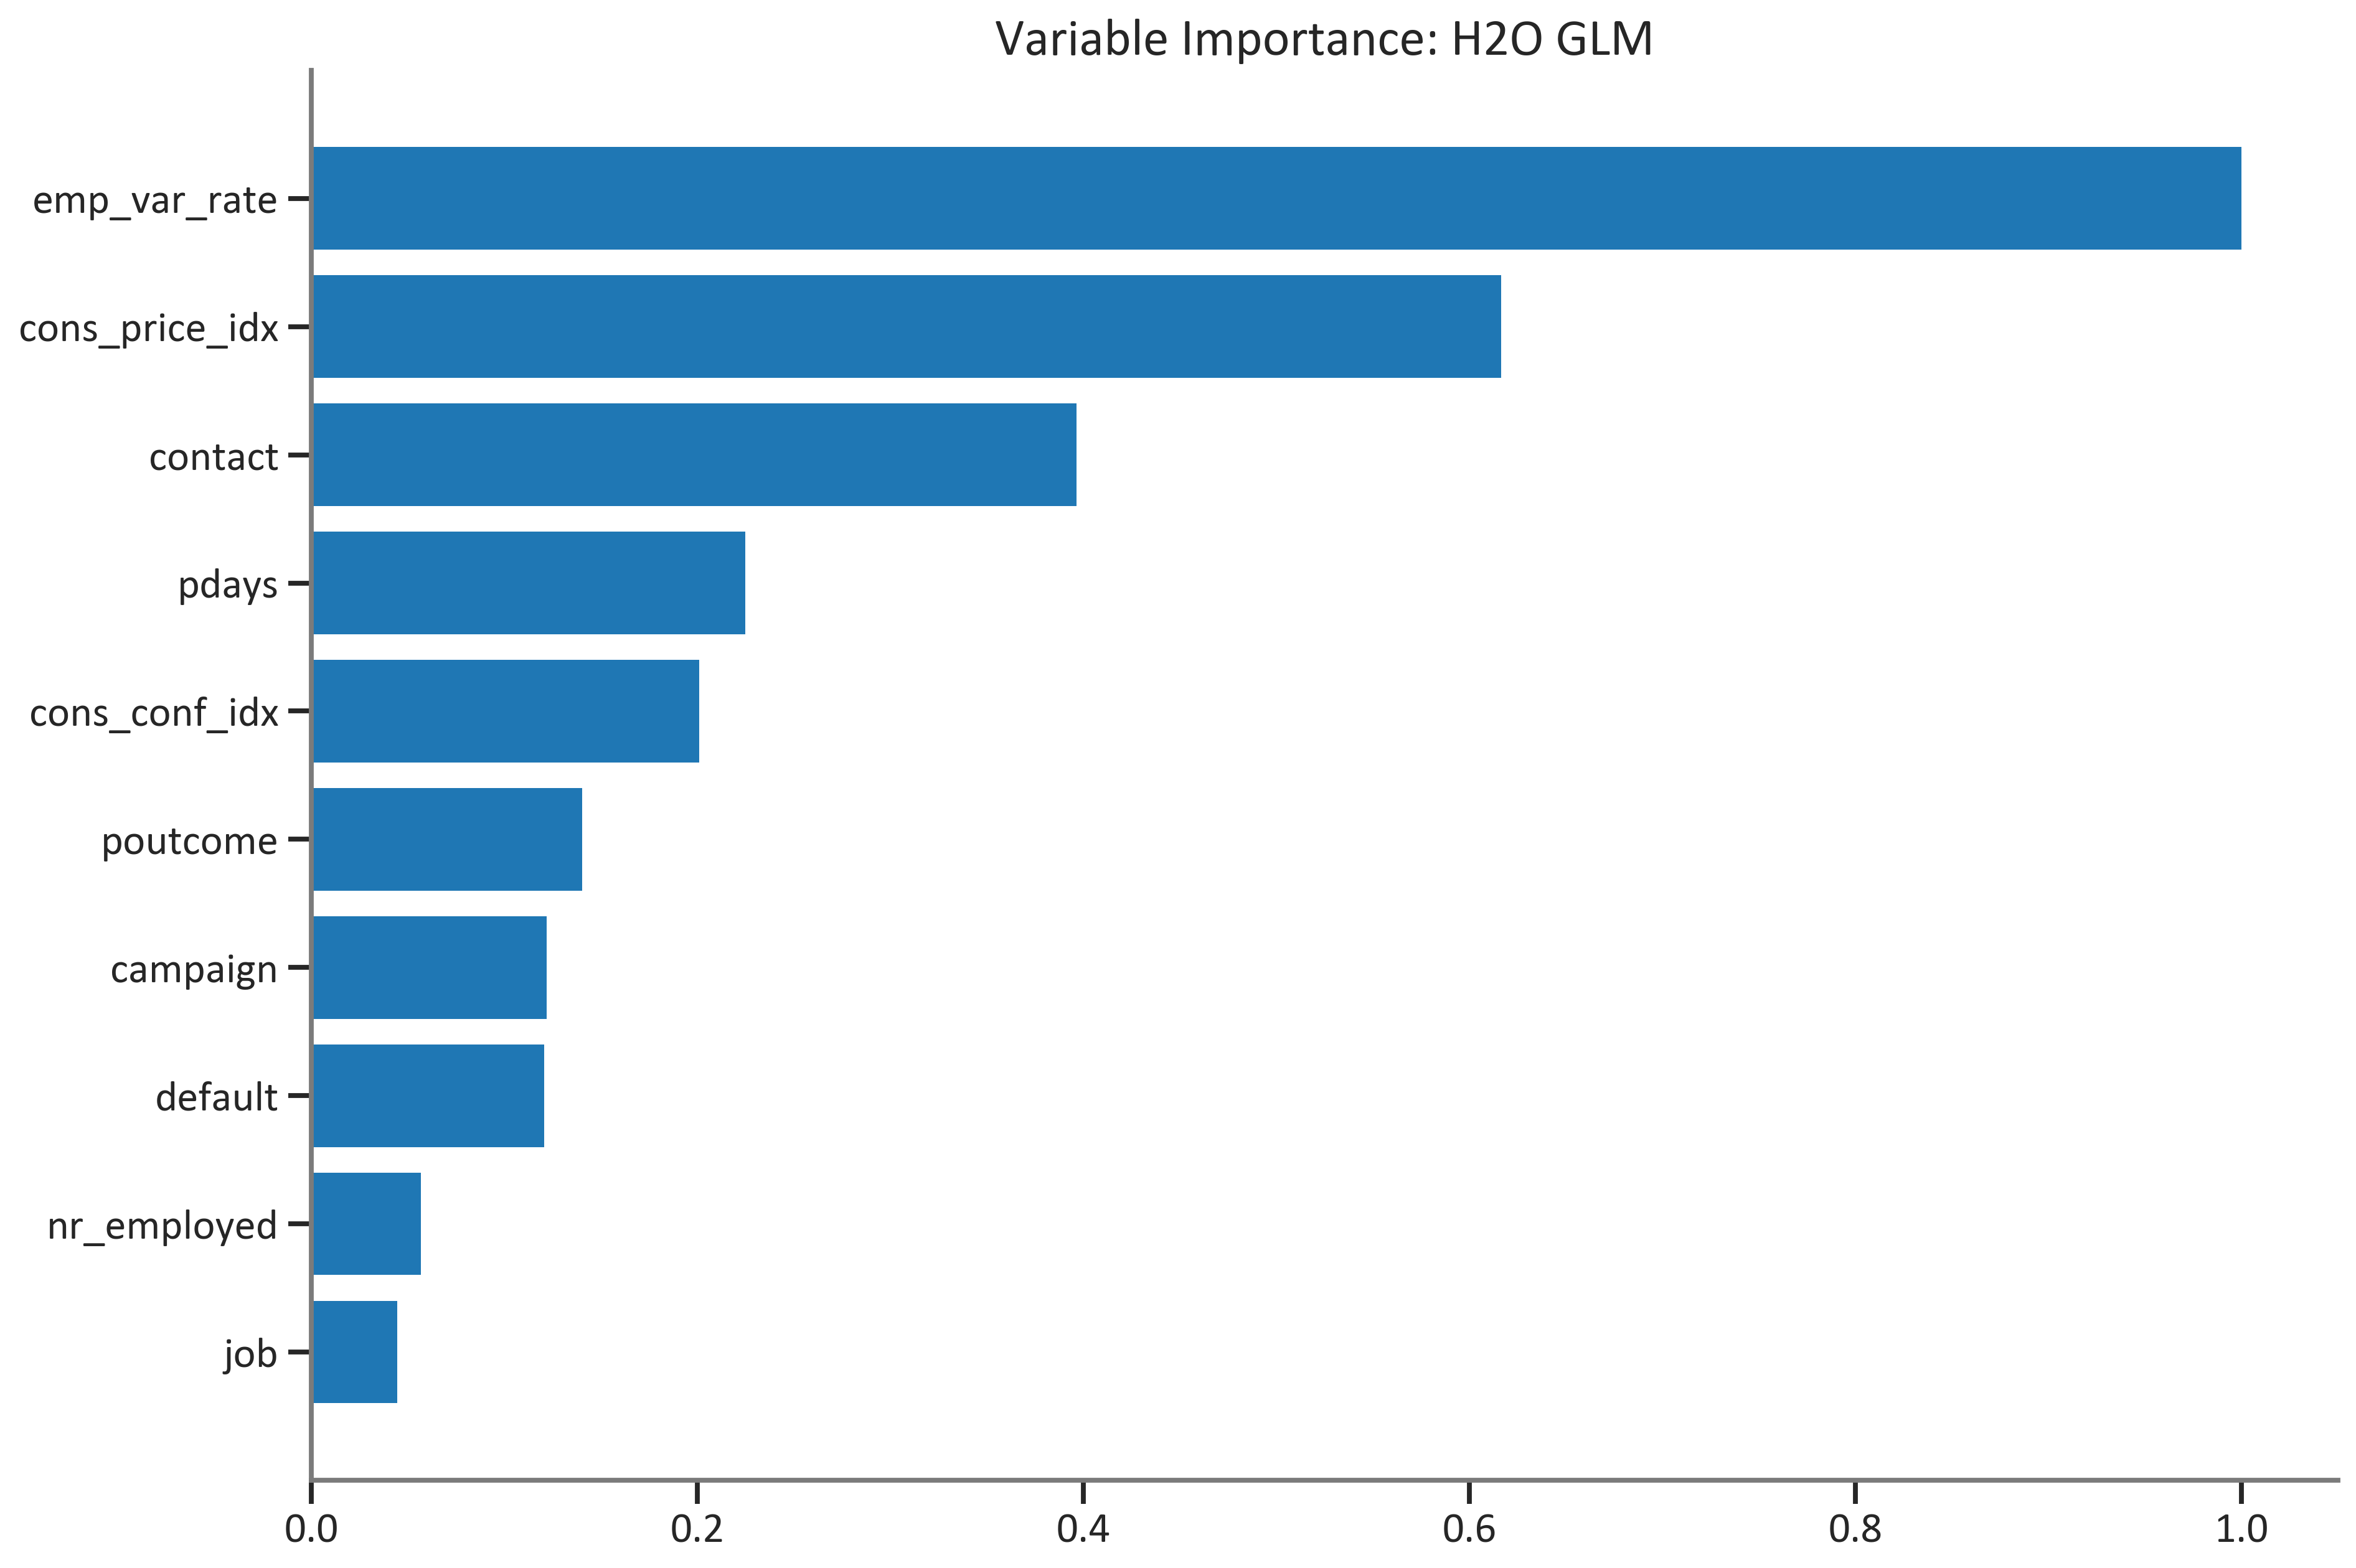 Variable Importance: H2O GLM
emp_var_rate
cons_price_idx
contact
pdays
cons_conf_idx
poutcome
campaign
default
nr_employed
job
0.0 0.2 0.4 0.6 0.8 1.0